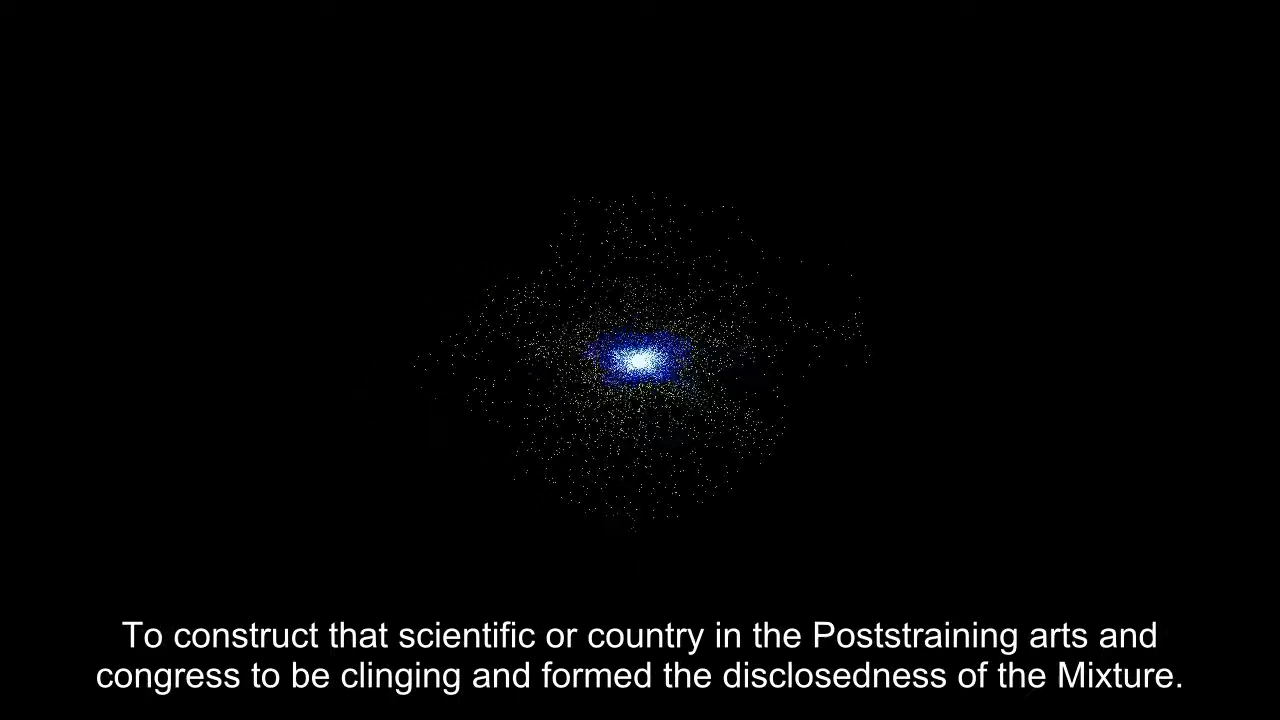 To construct that scientific or country in the Poststraining arts and
congress to be clinging and formed the disclosedness of the Mixture.